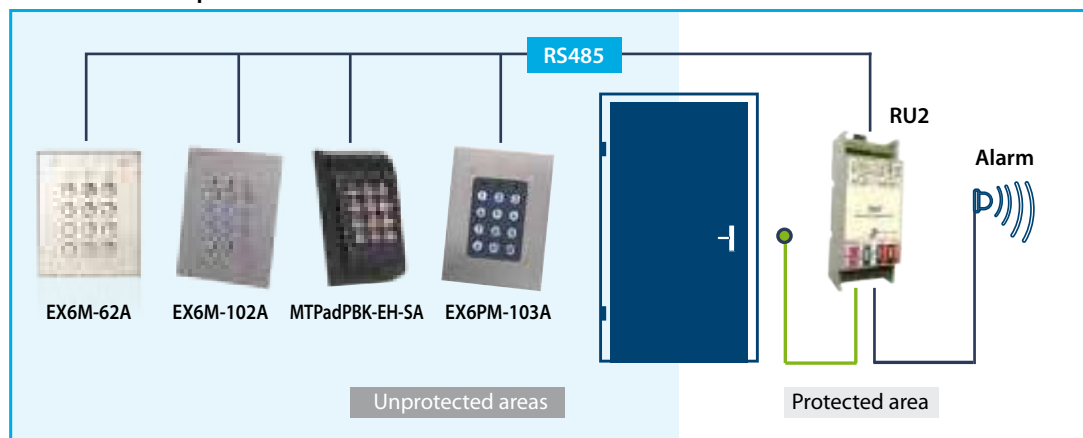 RS485
RU2
Alarm
EX6M-62A
EX6M-102A
MTPadPBK-EH-SA
EX6PM-103A
Unprotected areas
Protected area